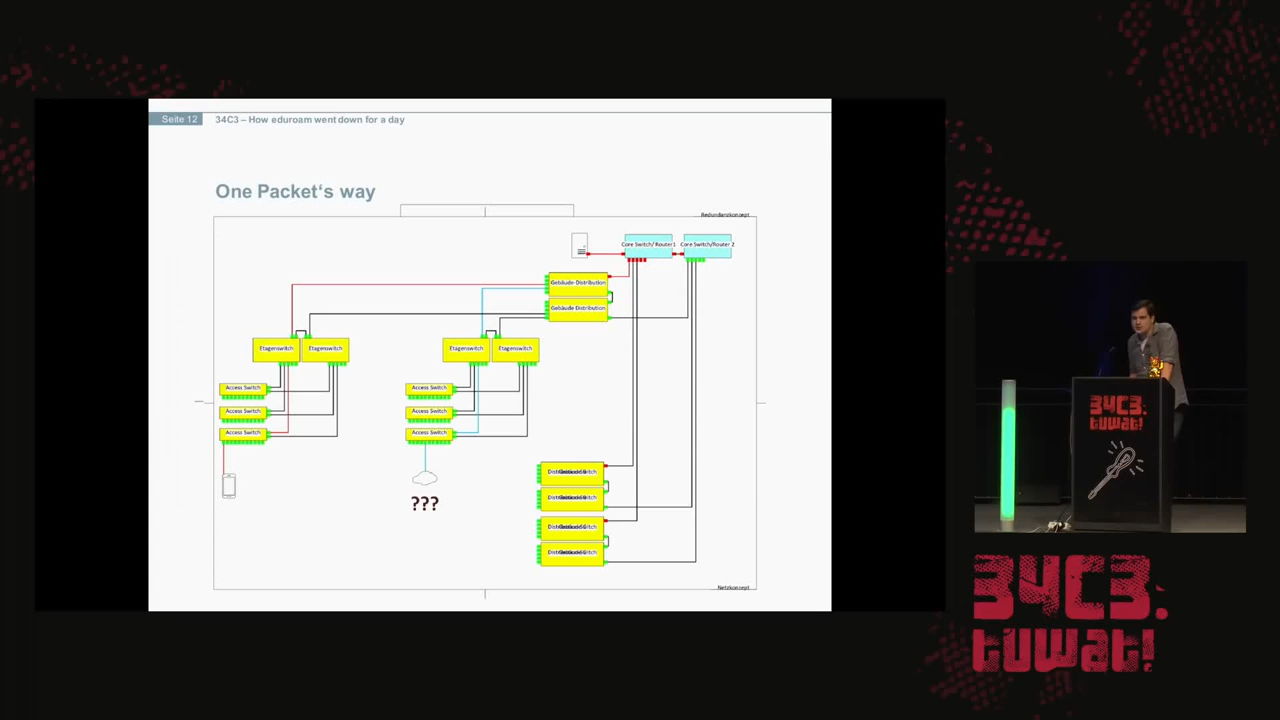 Seite 12
34C3 – How eduroam went down for a day
One Packet‘s way
Redundanzkonzept
Core Switch/ Router1
Core Switch/Router 2
Gebäude-Distribution
Gebäude Distribution
Etagenswitch
Etagenswitch
Etagenswitch
Etagenswitch
Access Switch
Access Switch
Access Switch
Access Switch
Access Switch
Access Switch
???
Netzkonzept
34C3.
tuwat!
34C3.
tuwat!